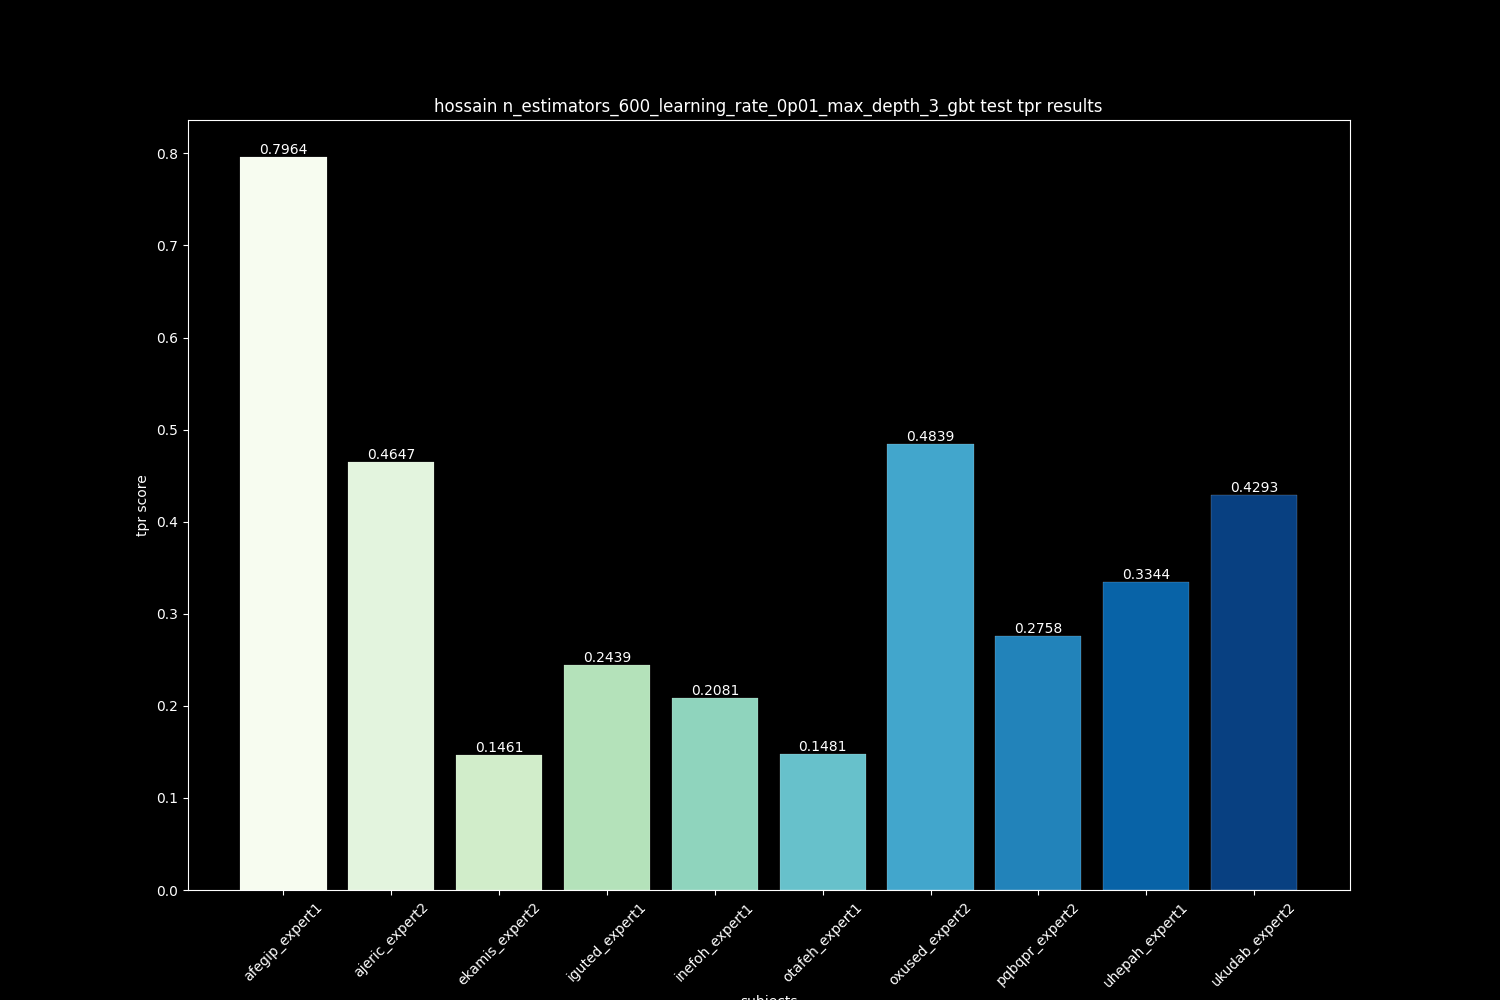 hossain n_estimators_600_learning_rate_0p01_max_depth_3_gbt test tpr results
0.8
0.7
0.6
0.5
0.4
0.3
0.2
0.1
0.0
tpr score
0.7964
0.4647
0.1461
0.2439
0.2081
0.1481
0.4839
0.2758
0.3344
0.4293
afegip_expert1
ajeric_expert2
ekamis_expert2
iguted_expert1
inefoh_expert1
otafeh_expert1
oxused_expert2
pqbqpr_expert2
uhepah_expert1
ukudab_expert2
subjects